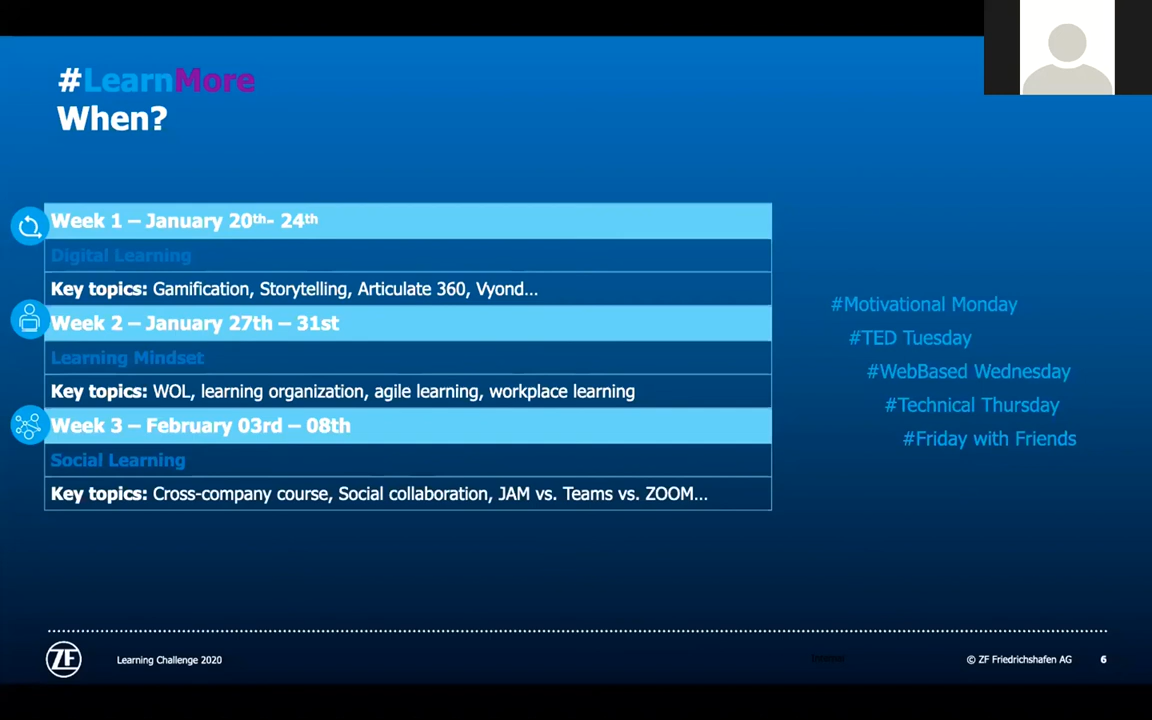 #LearnMore
When?
Week 1 – January 20th- 24th
Digital Learning
Key topics: Gamification, Storytelling, Articulate 360, Vyond...
Week 2 – January 27th – 31st
Learning Mindset
Key topics: WOL, learning organization, agile learning, workplace learning
Week 3 – February 03rd – 08th
Social Learning
Key topics: Cross-company course, Social collaboration, JAM vs. Teams vs. ZOOM...
#Motivational Monday
#TED Tuesday
#WebBased Wednesday
#Technical Thursday
#Friday with Friends
ZF
Learning Challenge 2020
Internal
© ZF Friedrichshafen AG
6